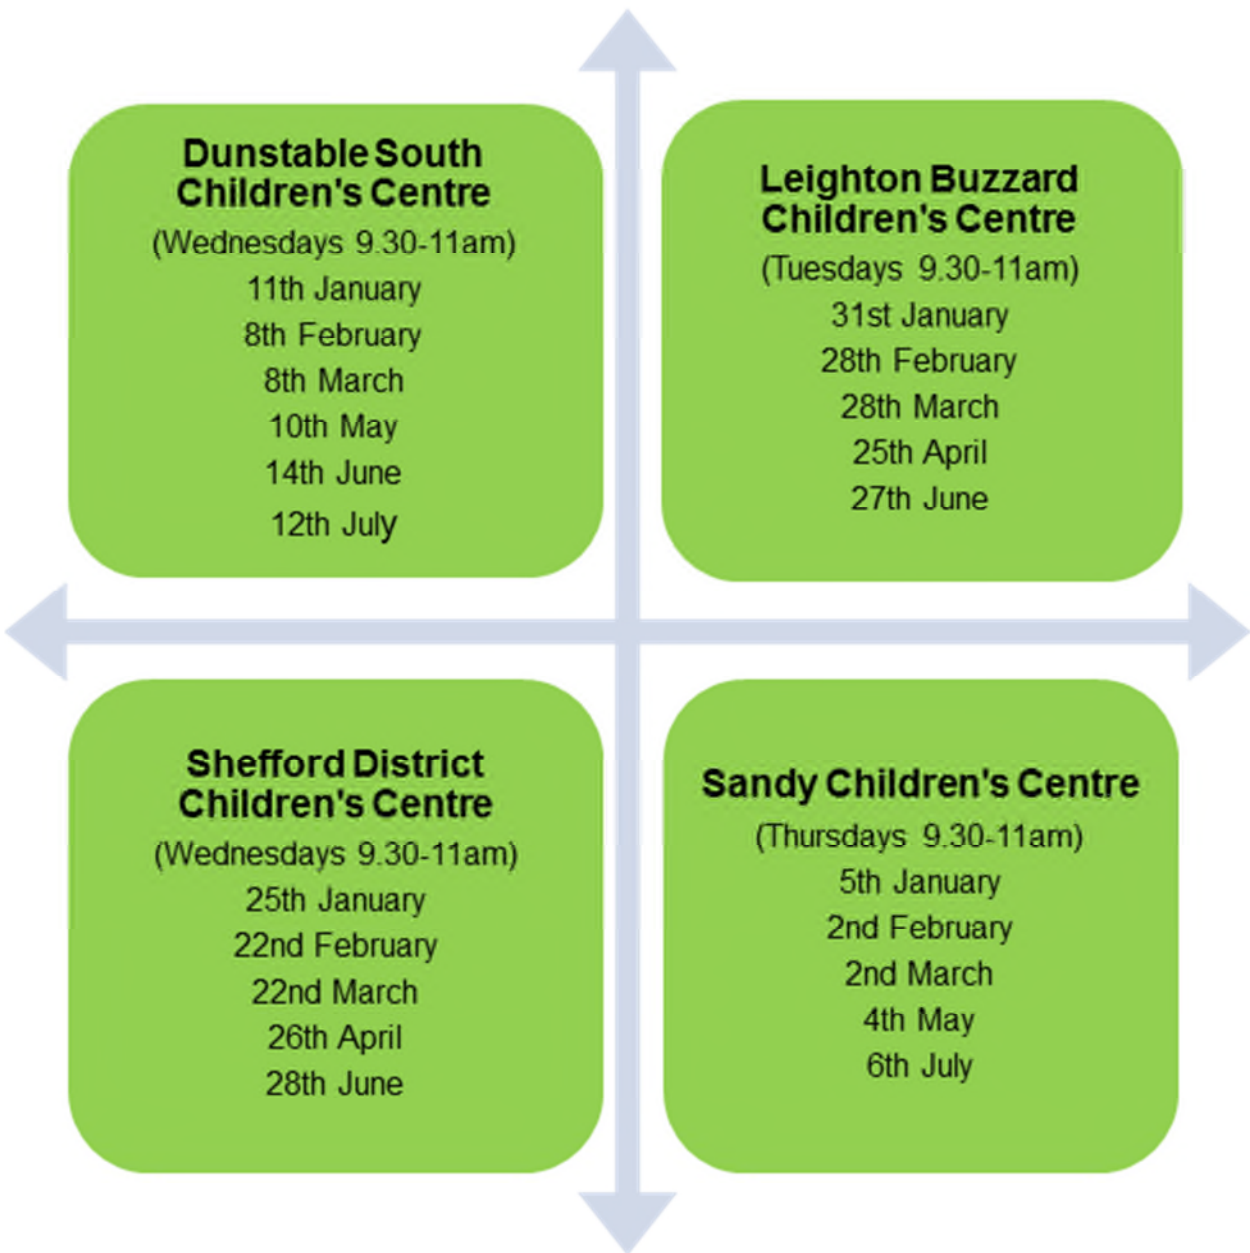 Dunstable South
Children's Centre
(Wednesdays 9.30-11am)
11th January
8th February
8th March
10th May
14th June
12th July
Leighton Buzzard
Children's Centre
(Tuesdays 9.30-11am)
31st January
28th February
28th March
25th April
27th June
Shefford District
Children's Centre
(Wednesdays 9.30-11am)
25th January
22nd February
22nd March
26th April
28th June
Sandy Children's Centre
(Thursdays 9.30-11am)
5th January
2nd February
2nd March
4th May
6th July